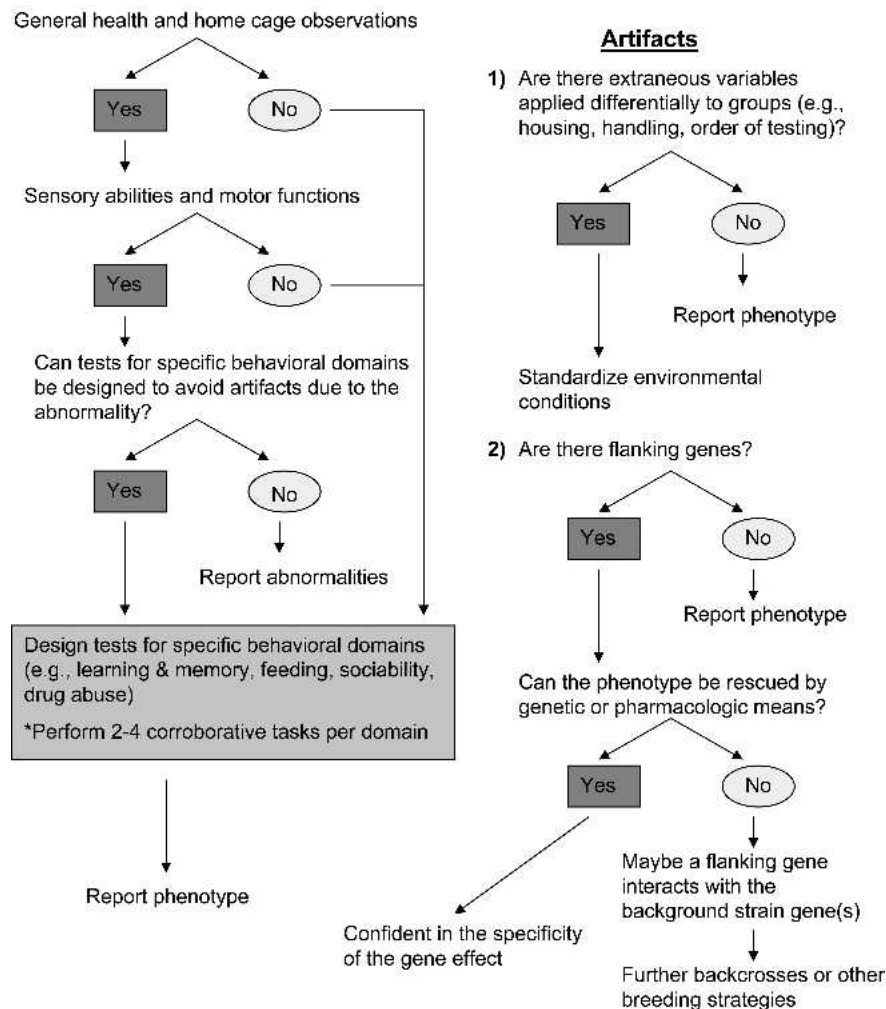 General health and home cage observations
Yes
No
Sensory abilities and motor functions
Yes
No
Can tests for specific behavioral domains
be designed to avoid artifacts due to the
abnormality?
Yes
No
Report abnormalities
Design tests for specific behavioral domains
(e.g., learning & memory, feeding, sociability,
drug abuse)
*Perform 2-4 corroborative tasks per domain
Report phenotype
Artifacts
1) Are there extraneous variables
applied differentially to groups (e.g.,
housing, handling, order of testing)?
Yes
No
Report phenotype
Standardize environmental
conditions
2) Are there flanking genes?
Yes
No
Report phenotype
Can the phenotype be rescued by
genetic or pharmacologic means?
Yes
No
Confident in the specificity
of the gene effect
Maybe a flanking gene
interacts with the
background strain gene(s)
Further backcrosses or other
breeding strategies